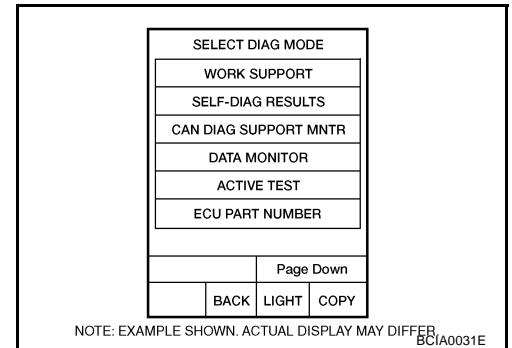 SELECT DIAG MODE
WORK SUPPORT
SELF-DIAG RESULTS
CAN DIAG SUPPORT MNTR
DATA MONITOR
ACTIVE TEST
ECU PART NUMBER
Page Down
BACK LIGHT COPY
NOTE: EXAMPLE SHOWN. ACTUAL DISPLAY MAY DIFFER.
BCIA0031E